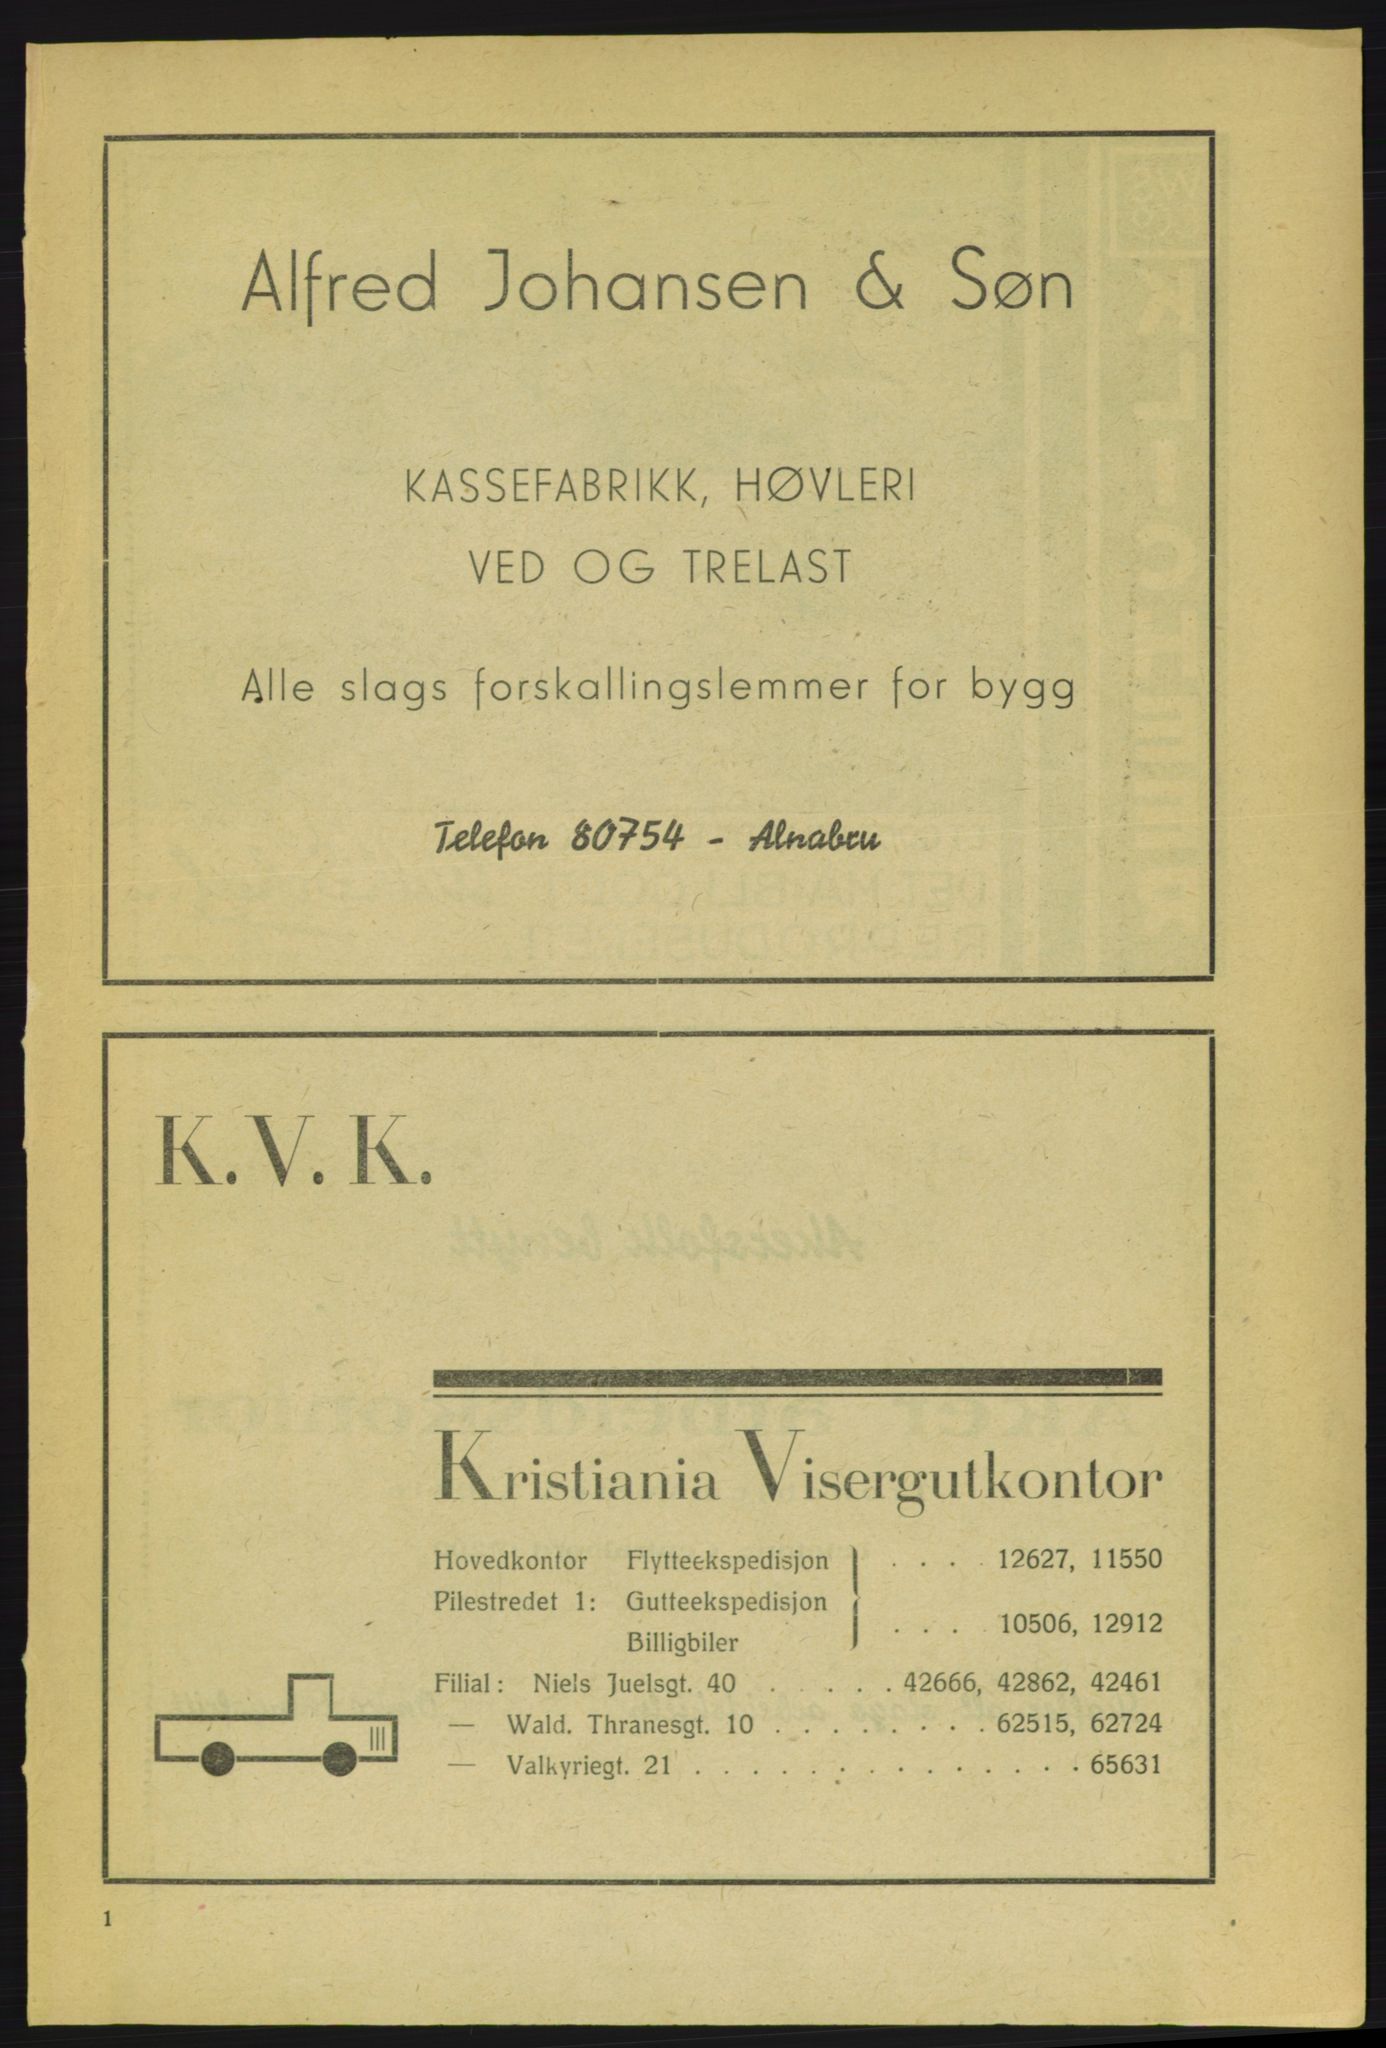 Alfred Johansen & Søn
KASSEFABRIKK, HØVLERI
VED OG TRELAST
Alle slags forskallingslemmer for bygg
Telefon 80754 - Alnabru
K. V. K.
Kristiania Visergutkontor
Hovedkontor Flytteekspedisjon . . . . 12627, 11550
Pilestredet 1: Gutteekspedisjon
. . . 10506, 12912
Billigbiler
Filial: Niels Juelsgt. 40 . . . . . 42666, 42862, 42461
— Wald. Thranesgt. 10 . . . . . . . . 62515, 62724
— Valkyriegt. 21 . . . . . . . . . . . . . . 65631
1